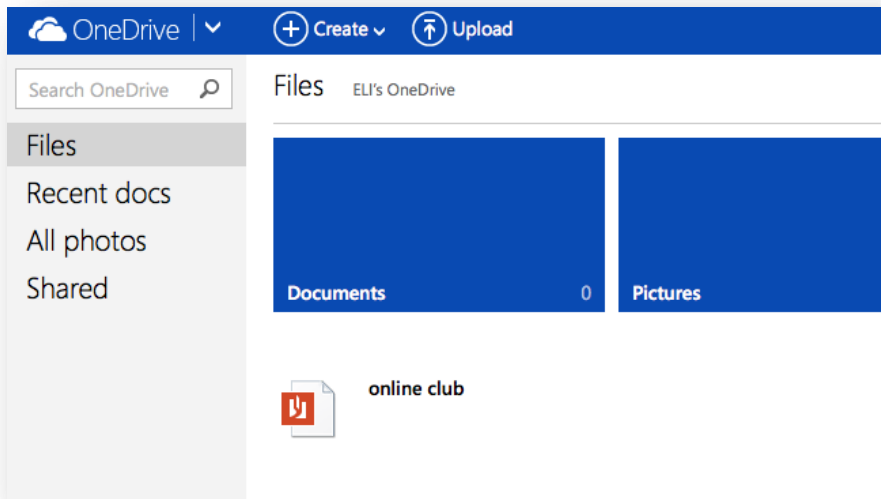 OneDrive
Create
Upload
Search OneDrive
Files
Recent docs
All photos
Shared
Files ELI's OneDrive
Documents 0
Pictures
online club